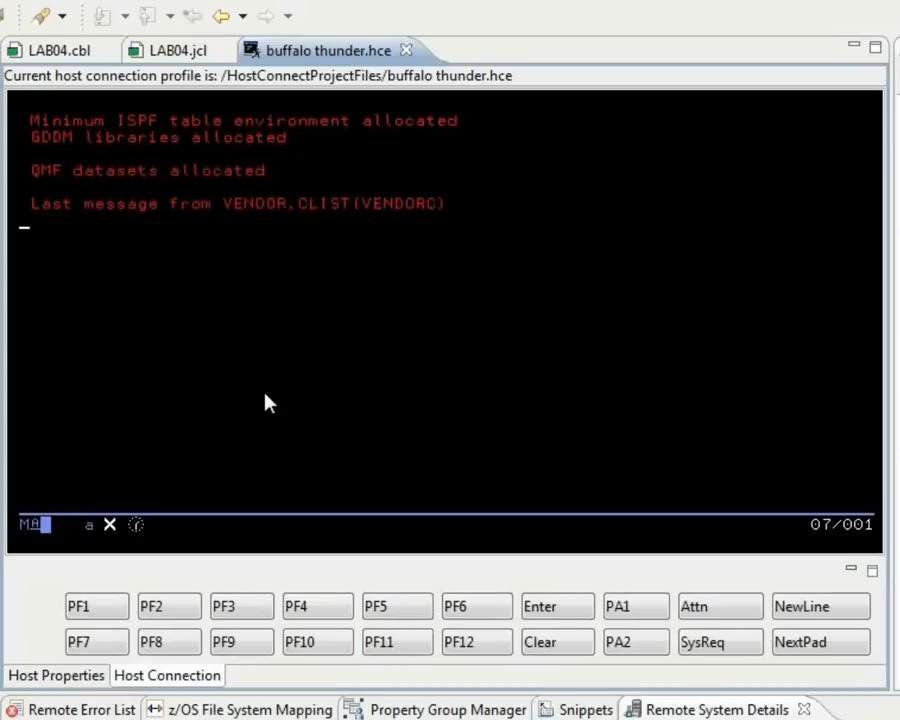 LAB04.cbl LAB04.jcl buffalo thunder.hce
Current host connection profile is: /HostConnectProjectFiles/buffalo thunder.hce
Minimum ISPF table environment allocated
GDDM libraries allocated
QMF datasets allocated
Last message from VENDOR.CLIST(VENDORC)
MA a X 07/001
PF1 PF2 PF3 PF4 PF5 PF6 Enter PA1 Attn NewLine
PF7 PF8 PF9 PF10 PF11 PF12 Clear PA2 SysReq NextPad
Host Properties Host Connection
Remote Error List z/OS File System Mapping Property Group Manager Snippets Remote System Details